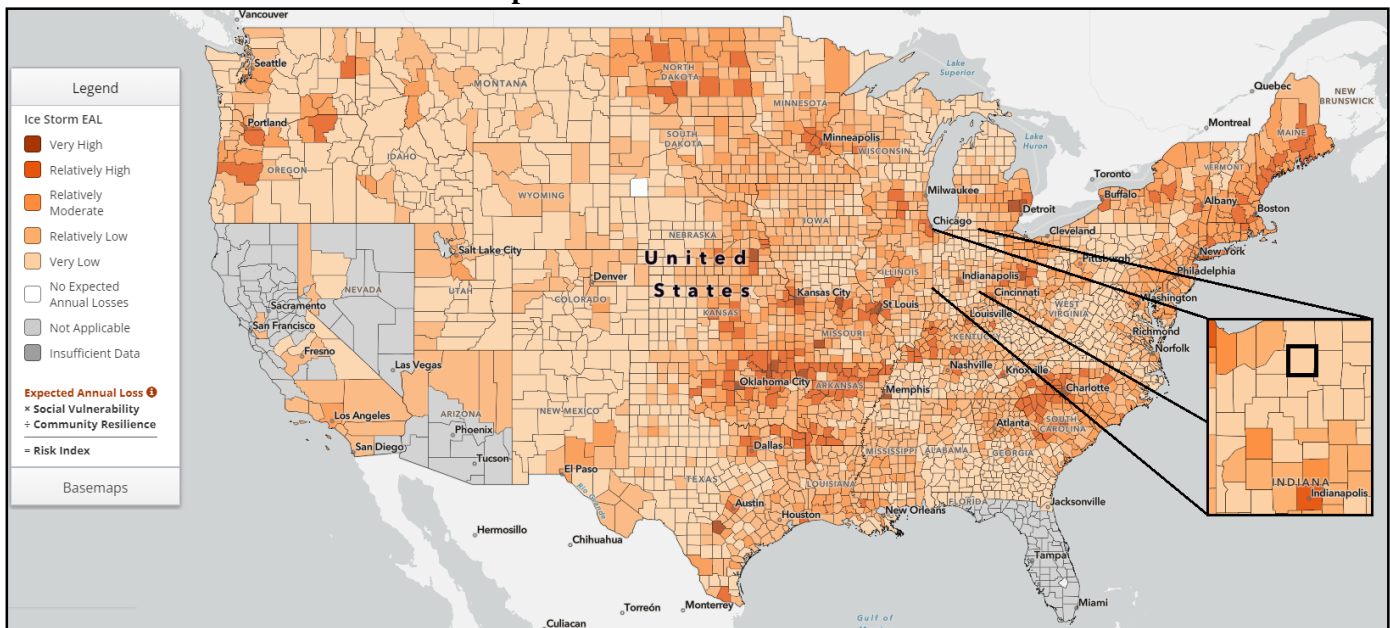 Legend
Ice Storm EAL
Very High
Relatively High
Relatively
Moderate
Relatively Low
Very Low
No Expected
Annual Losses
Not Applicable
Insufficient Data
Expected Annual Loss
× Social Vulnerability
÷ Community Resilience
= Risk Index
Basemaps
Vancouver
Seattle
Portland
OREGON
IDAHO
MONTANA
NORTH
DAKOTA
SOUTH
DAKOTA
MINNESOTA
Minneapolis
WISCONSIN
Lake
Superior
Lake
Huron
Quebec
NEW
BRUNSWICK
Montreal
MAINE
VERMONT
Toronto
Buffalo
Albany
Boston
Milwaukee
Detroit
Chicago
Cleveland
New York
Pittsburgh
Philadelphia
WYOMING
IOWA
NEBRASKA
United
States
Salt Lake City
NEVADA
UTAH
Denver
COLORADO
KANSAS
Kansas City
ILLINOIS
Indianapolis
Cincinnati
St Louis
MISSOURI
Louisville
WEST
VIRGINIA
Washington
Richmond
Norfolk
Sacramento
San Francisco
Fresno
Las Vegas
KENTUCKY
Nashville
Knoxville
Charlotte
Oklahoma City
ARKANSAS
Memphis
Los Angeles
San Diego
ARIZONA
Phoenix
Tucson
NEW MEXICO
SOUTH
CAROLINA
Atlanta
Dallas
MISSISSIPPI
ALABAMA
GEORGIA
El Paso
TEXAS
LOUISIANA
Rio Grande
Austin
Houston
New Orleans
FLORIDA
Jacksonville
Hermosillo
Chihuahua
Tampa
Miami
Torreón
Monterrey
Culiacan
Gulf of
INDIANA
Indianapolis